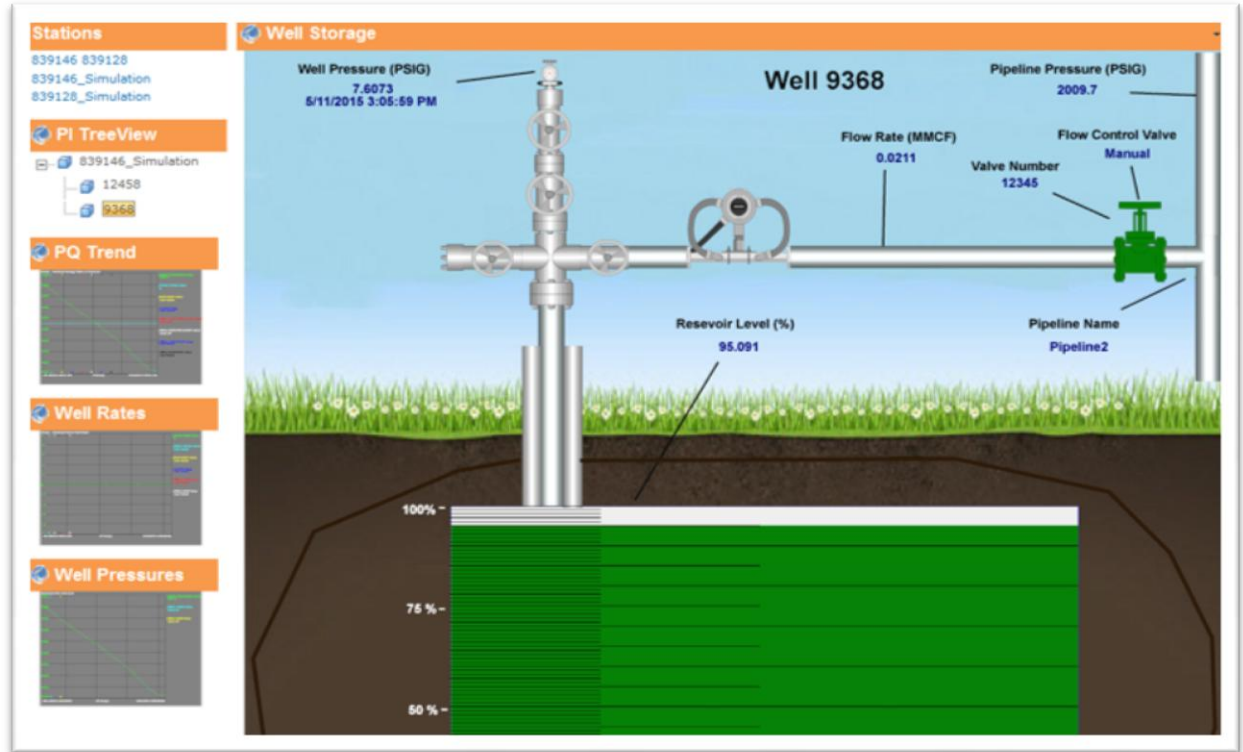 Stations
839146 839128
839146_Simulation
839128_Simulation
PI TreeView
839146_Simulation
12458
9368
PQ Trend
Well Rates
Well Pressures
Well Storage
Well Pressure (PSIG)
7.6073
5/11/2015 3:05:59 PM
Well 9368
Pipeline Pressure (PSIG)
2009.7
Flow Rate (MMCF)
0.0211
Flow Control Valve
Manual
Valve Number
12345
Resevoir Level (%)
95.091
Pipeline Name
Pipeline2
100%
75 %
50 %